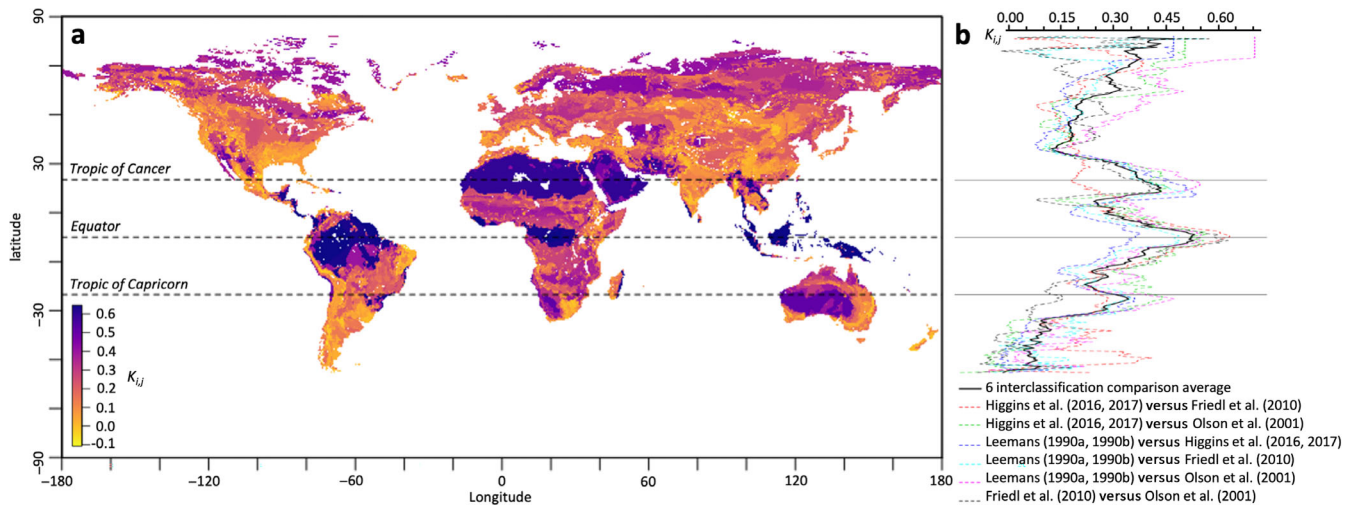 a
90
30
−30
−90
latitude
Tropic of Cancer
Equator
Tropic of Capricorn
0.6
0.5
0.4
0.3
0.2
0.1
0.0
-0.1
Ki,j
−180
−120
−60
0
60
120
180
Longitude
b
0.00 0.15 0.30 0.45 0.60
Ki,j
6 interclassification comparison average
Higgins et al. (2016, 2017) versus Friedl et al. (2010)
Higgins et al. (2016, 2017) versus Olson et al. (2001)
Leemans (1990a, 1990b) versus Higgins et al. (2016, 2017)
Leemans (1990a, 1990b) versus Friedl et al. (2010)
Leemans (1990a, 1990b) versus Olson et al. (2001)
Friedl et al. (2010) versus Olson et al. (2001)